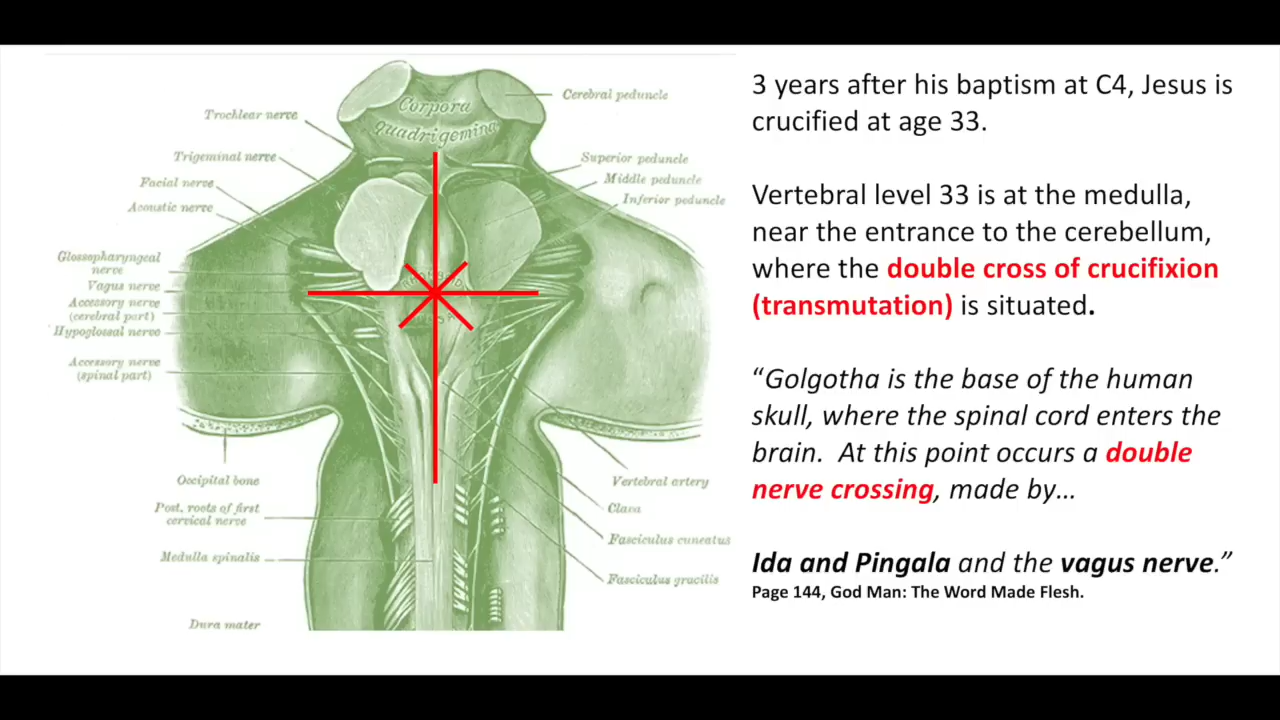 Corpora
Quadrigemina
Cerebral peduncle
Trochlear nerve
Trigeminal nerve
Facial nerve
Acoustic nerve
Superior peduncle
Middle peduncle
Inferior peduncle
Glossopharyngeal
nerve
Vagus nerve
Accessory nerve
(cerebral part)
Hypoglossal nerve
Accessory nerve
(spinal part)
Occipital bone
Post. roots of first
cervical nerve
Medulla spinalis
Dura mater
Vertebral artery
Clava
Fasciculus cuneatus
Fasciculus gracilis
3 years after his baptism at C4, Jesus is
crucified at age 33.
Vertebral level 33 is at the medulla,
near the entrance to the cerebellum,
where the double cross of crucifixion
(transmutation) is situated.
“Golgotha is the base of the human
skull, where the spinal cord enters the
brain.  At this point occurs a double
nerve crossing, made by…
Ida and Pingala and the vagus nerve.”
Page 144, God Man: The Word Made Flesh.